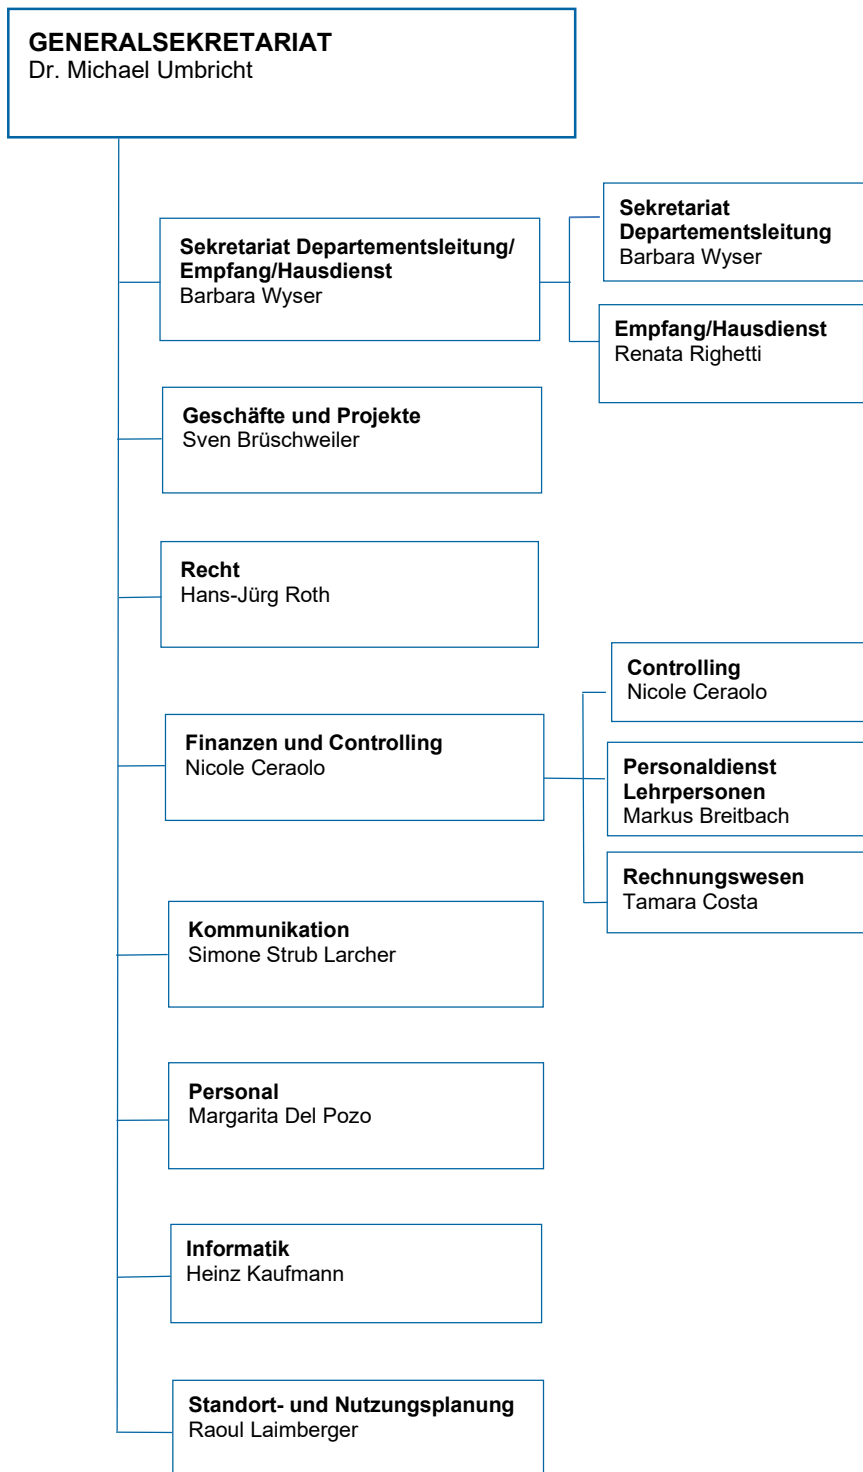 GENERALSEKRETARIAT
Dr. Michael Umbricht
Sekretariat Departementsleitung/
Empfang/Hausdienst
Barbara Wyser
Sekretariat
Departementsleitung
Barbara Wyser
Empfang/Hausdienst
Renata Righetti
Geschäfte und Projekte
Sven Brüschweiler
Recht
Hans-Jürg Roth
Finanzen und Controlling
Nicole Ceraolo
Controlling
Nicole Ceraolo
Personaldienst
Lehrpersonen
Markus Breitbach
Rechnungswesen
Tamara Costa
Kommunikation
Simone Strub Larcher
Personal
Margarita Del Pozo
Informatik
Heinz Kaufmann
Standort- und Nutzungsplanung
Raoul Laimberger